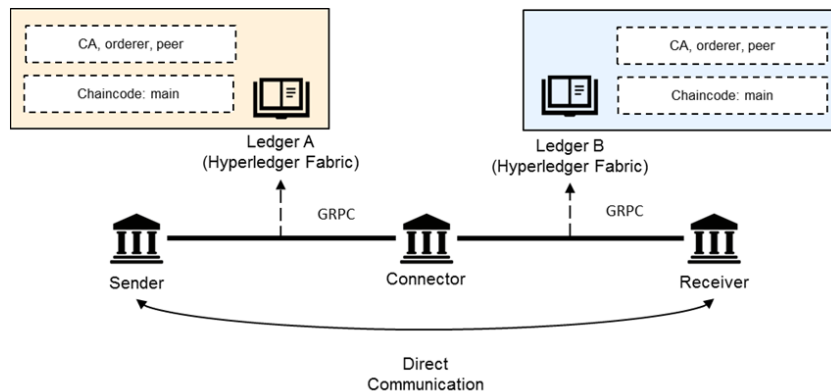 CA, orderer, peer
Chaincode: main
Ledger A
(Hyperledger Fabric)
CA, orderer, peer
Chaincode: main
Ledger B
(Hyperledger Fabric)
GRPC
GRPC
Sender
Connector
Receiver
Direct
Communication